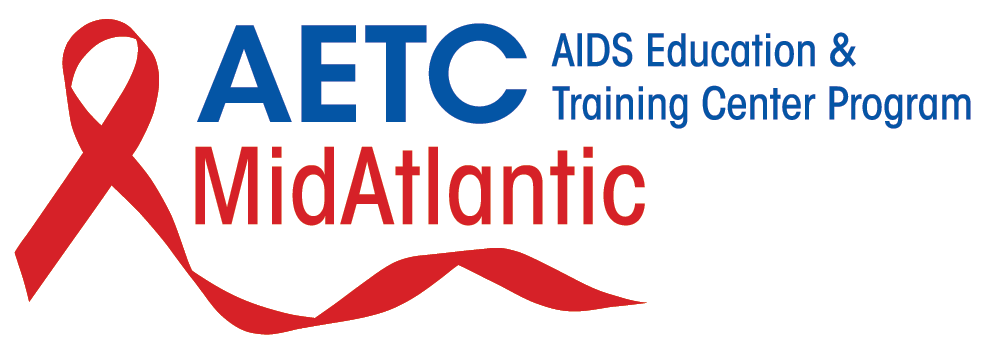 AETC
AIDS Education &
Training Center Program
MidAtlantic